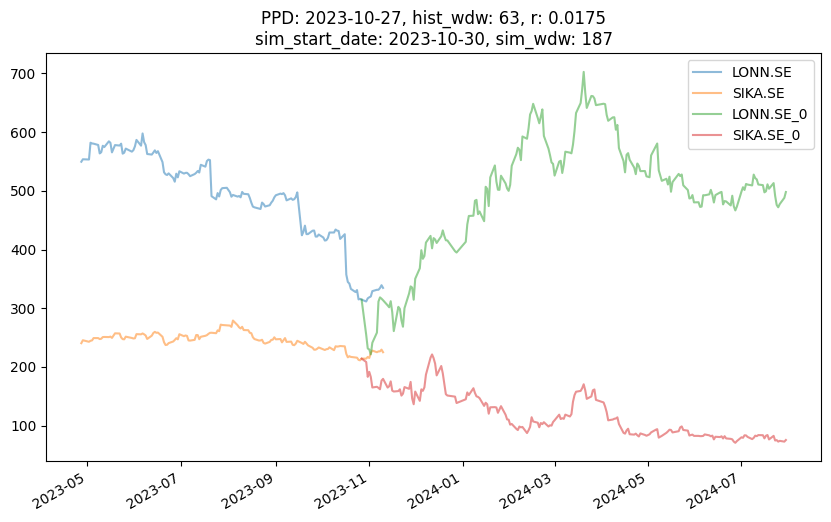 PPD: 2023-10-27, hist_wdw: 63, r: 0.0175
sim_start_date: 2023-10-30, sim_wdw: 187
LONN.SE
SIKA.SE
LONN.SE_0
SIKA.SE_0
700
600
500
400
300
200
100
2023-05
2023-07
2023-09
2023-11
2024-01
2024-03
2024-05
2024-07